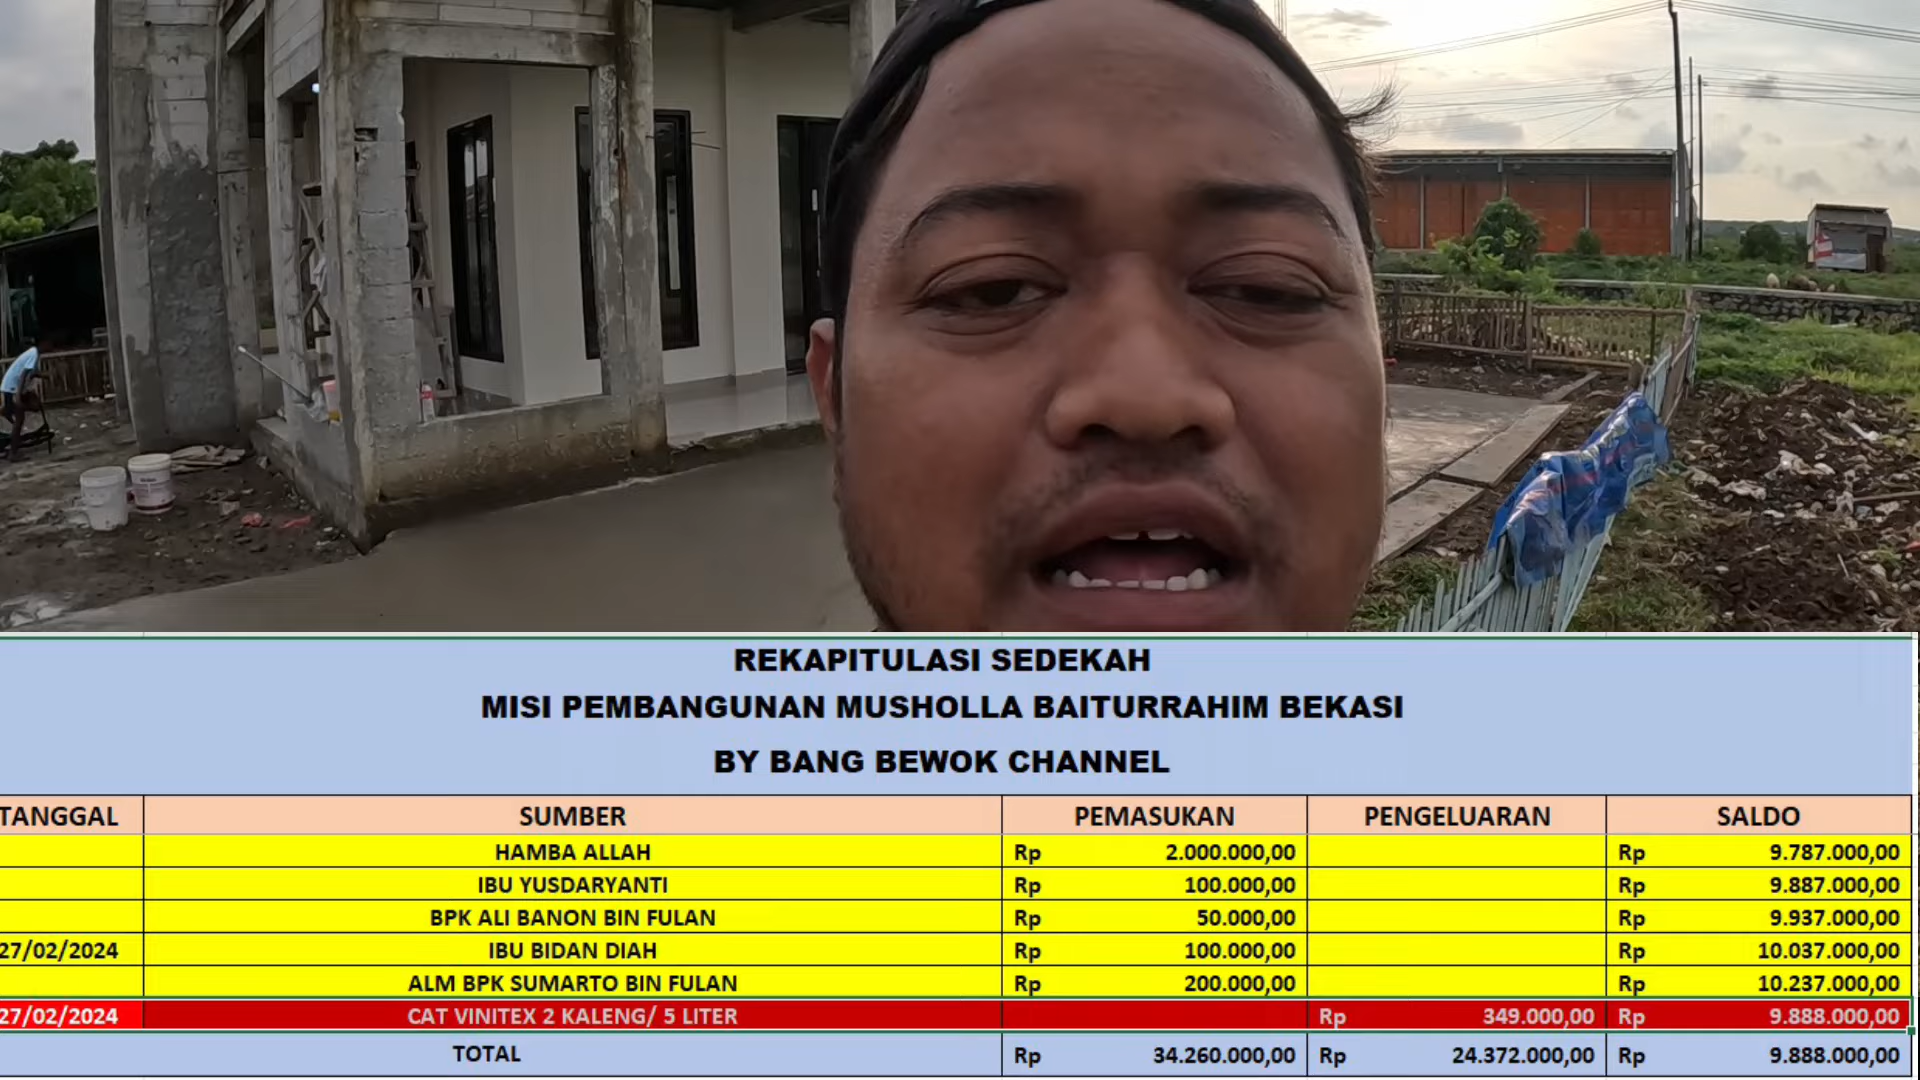 REKAPITULASI SEDEKAH
MISI PEMBANGUNAN MUSHOLLA BAITURRAHIM BEKASI
BY BANG BEWOK CHANNEL
TANGGAL SUMBER PEMASUKAN PENGELUARAN SALDO
HAMBA ALLAH Rp 2.000.000,00 Rp 9.787.000,00
IBU YUSDARYANTI Rp 100.000,00 Rp 9.887.000,00
BPK ALI BANON BIN FULAN Rp 50.000,00 Rp 9.937.000,00
27/02/2024 IBU BIDAN DIAH Rp 100.000,00 Rp 10.037.000,00
ALM BPK SUMARTO BIN FULAN Rp 200.000,00 Rp 10.237.000,00
27/02/2024 CAT VINITEX 2 KALENG/ 5 LITER Rp 349.000,00 Rp 9.888.000,00
TOTAL Rp 34.260.000,00 Rp 24.372.000,00 Rp 9.888.000,00